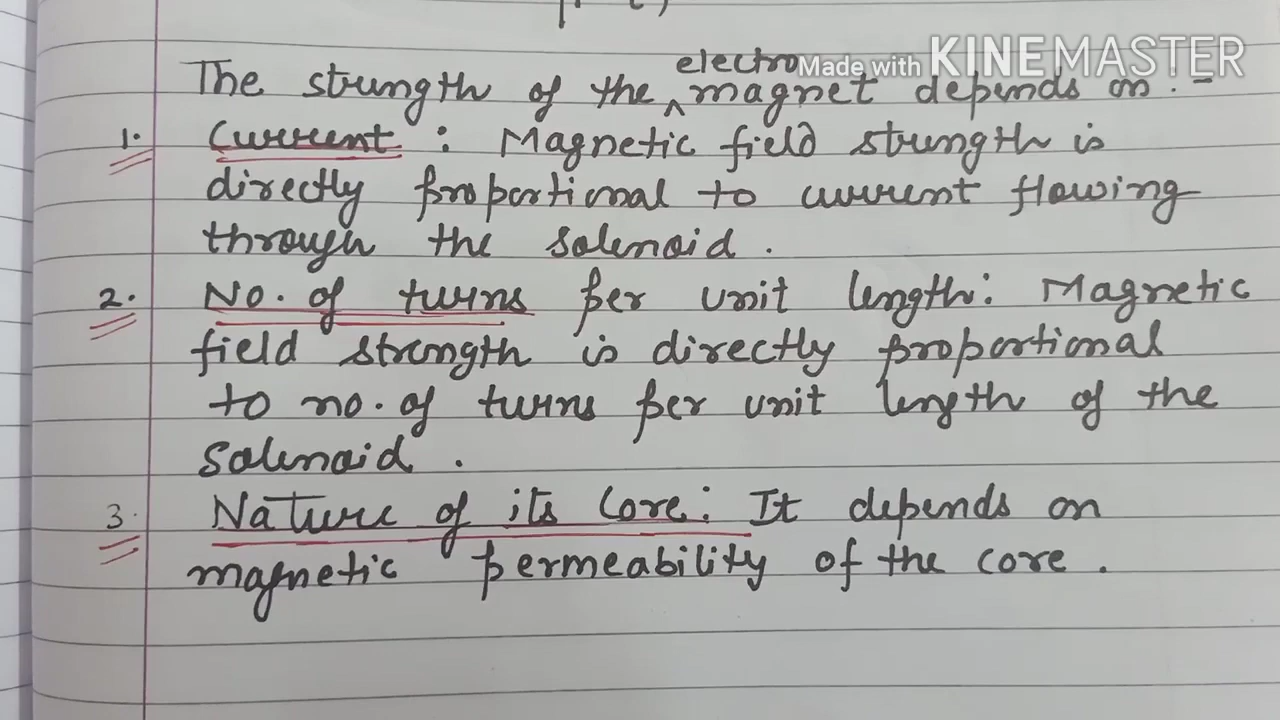 The strength of the ^ electro magnet depends on :-
Made with KINEMASTER
1. Current : Magnetic field strength is
directly proportional to current flowing
through the solenoid .
2. No. of turns per unit length: Magnetic
field strength is directly proportional
to no. of turns per unit length of the
Solenoid .
3. Nature of its Core: It depends on
magnetic permeability of the core .